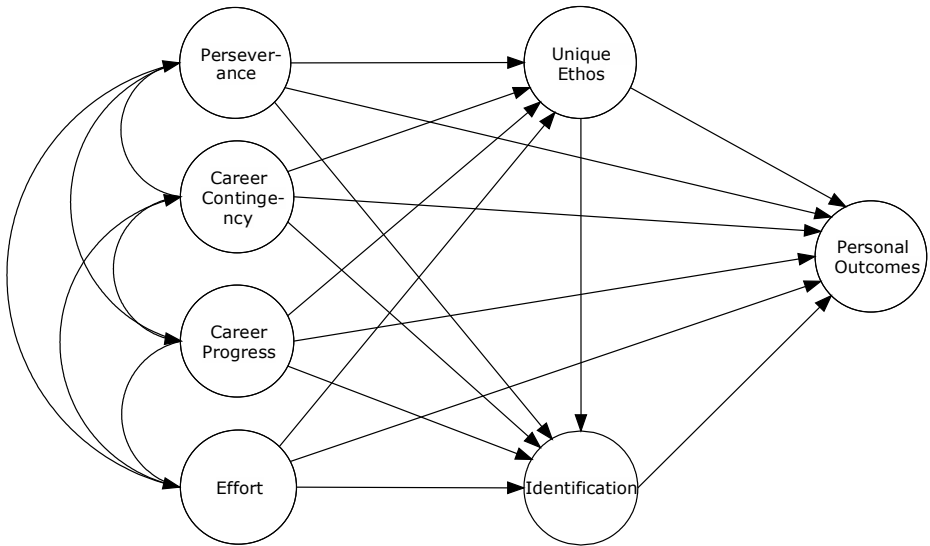 Persever-
ance
Career
Continge-
ncy
Career
Progress
Effort
Unique
Ethos
Identification
Personal
Outcomes